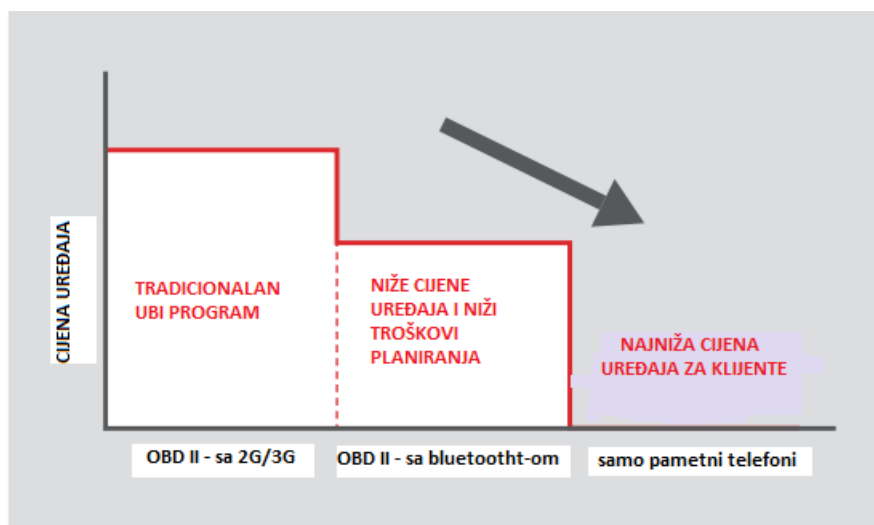 CIJENA UREĐAJA
TRADICIONALAN
UBI PROGRAM
NIŽE CIJENE
UREĐAJA I NIŽI
TROŠKOVI
PLANIRANJA
NAJNIŽA CIJENA
UREĐAJA ZA KLIJENTE
OBD II - sa 2G/3G
OBD II - sa bluetootht-om
samo pametni telefoni